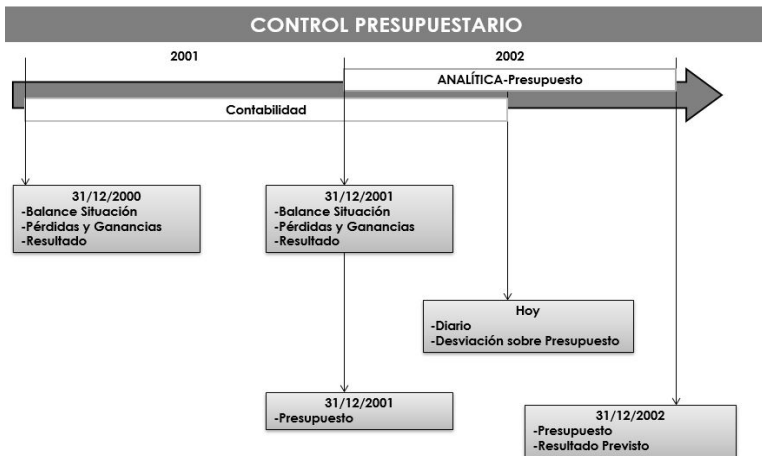 CONTROL PRESUPUESTARIO
2001
2002
ANALÍTICA-Presupuesto
Contabilidad
31/12/2000
-Balance Situación
-Pérdidas y Ganancias
-Resultado
31/12/2001
-Balance Situación
-Pérdidas y Ganancias
-Resultado
Hoy
-Diario
-Desviación sobre Presupuesto
31/12/2001
-Presupuesto
31/12/2002
-Presupuesto
-Resultado Previsto